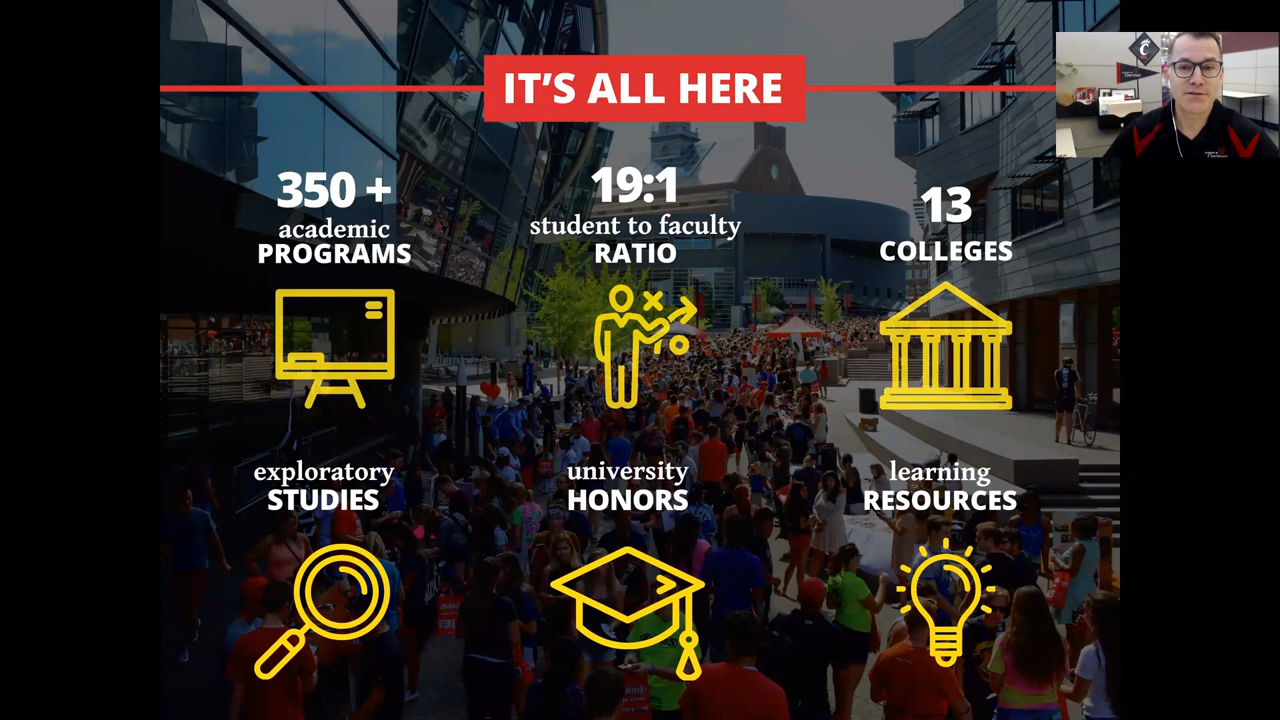 IT'S ALL HERE
350 +
academic
PROGRAMS
19:1
student to faculty
RATIO
13
COLLEGES
exploratory
STUDIES
university
HONORS
learning
RESOURCES